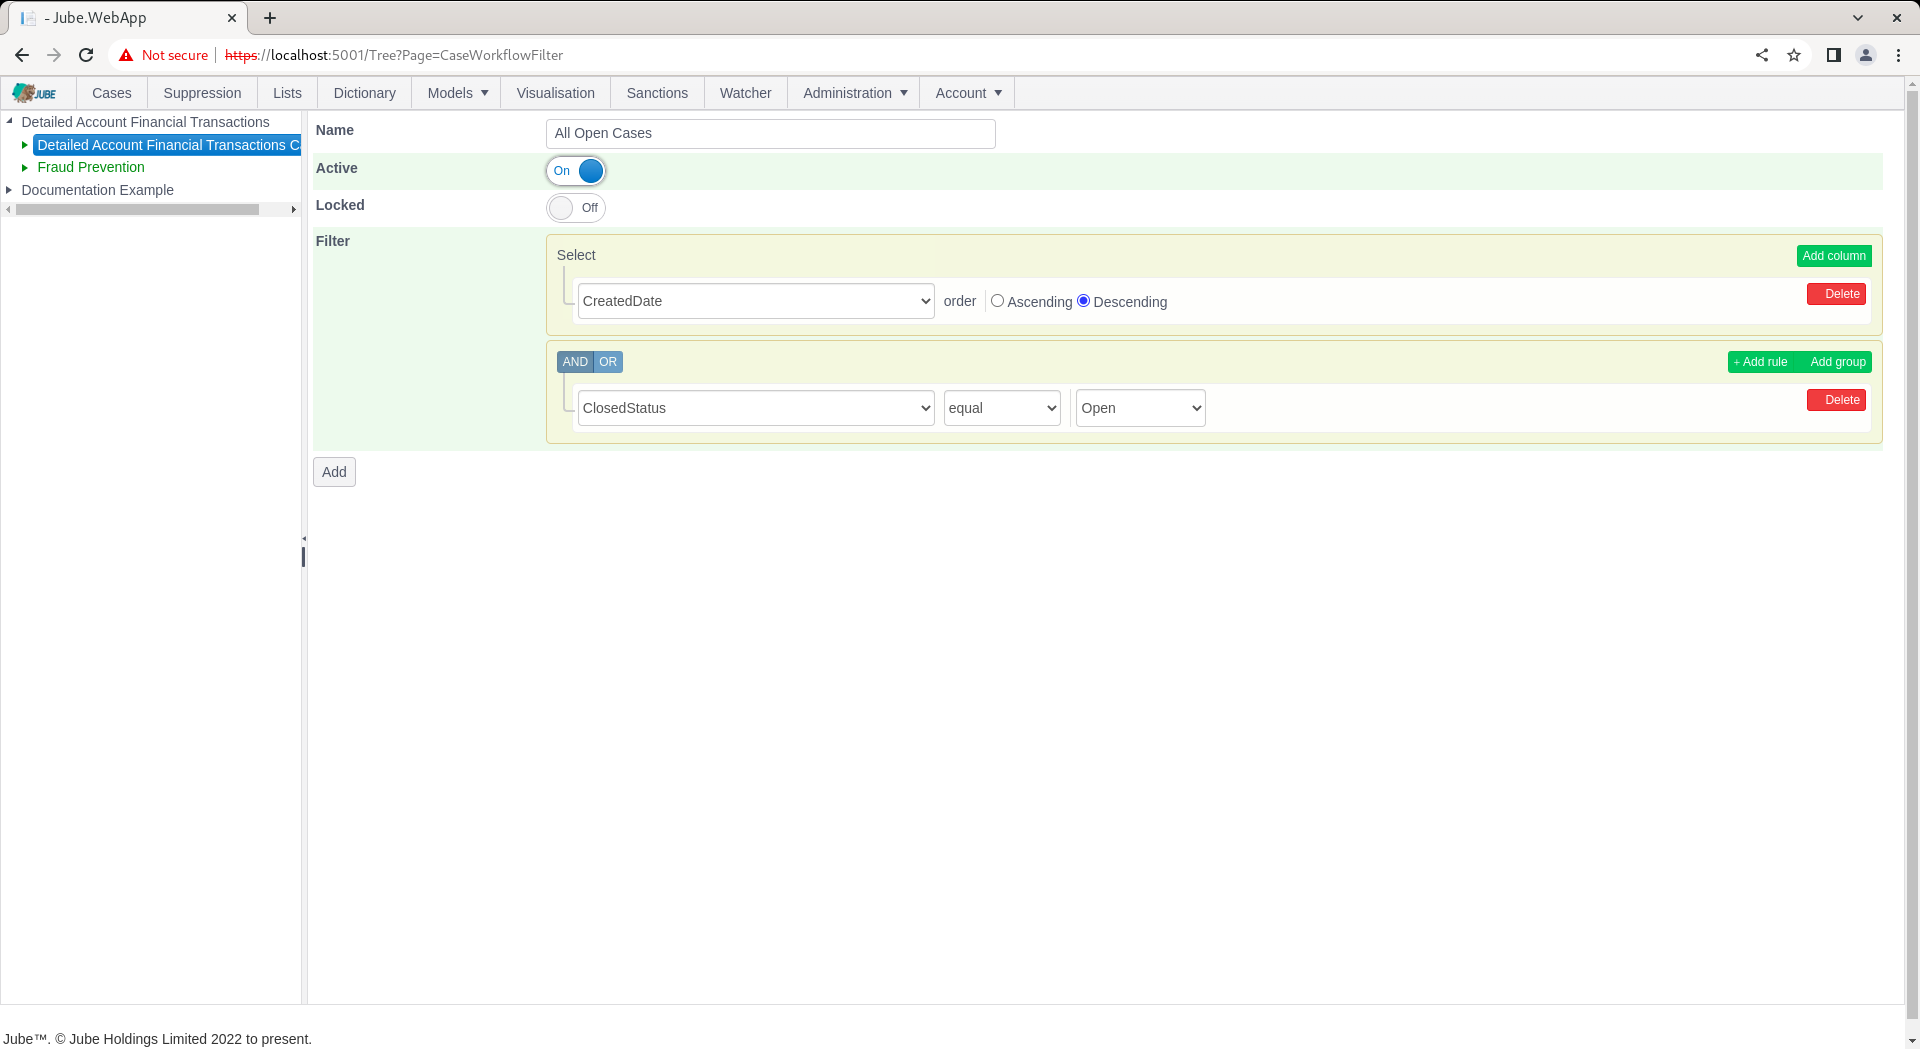 - Jube.WebApp
Not secure
https://localhost:5001/Tree?Page=CaseWorkflowFilter
JUBE
Cases
Suppression
Lists
Dictionary
Models
Visualisation
Sanctions
Watcher
Administration
Account
Detailed Account Financial Transactions
Detailed Account Financial Transactions
Fraud Prevention
Documentation Example
Name
All Open Cases
Active
On
Locked
Off
Filter
Select
Add column
CreatedDate
order
Ascending
Descending
Delete
AND
OR
+ Add rule
Add group
ClosedStatus
equal
Open
Delete
Add
Jube™. © Jube Holdings Limited 2022 to present.